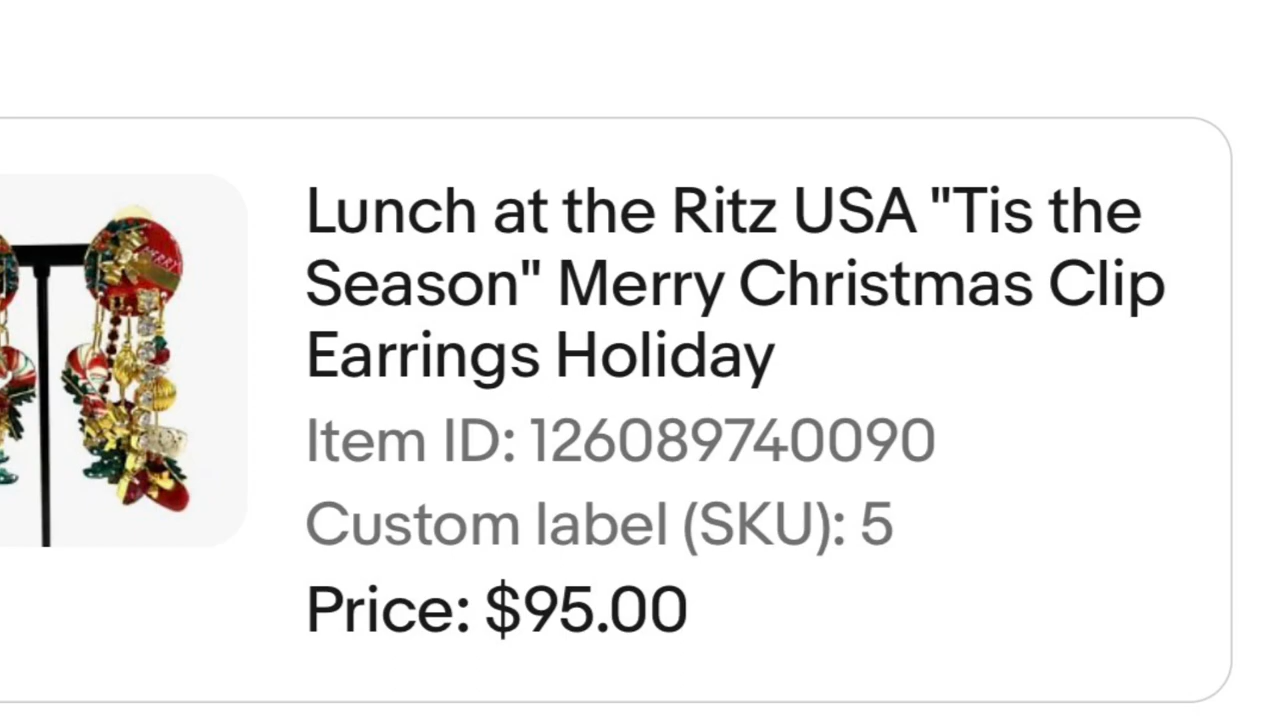 Lunch at the Ritz USA "Tis the
Season" Merry Christmas Clip
Earrings Holiday
Item ID: 126089740090
Custom label (SKU): 5
Price: $95.00
MERRY